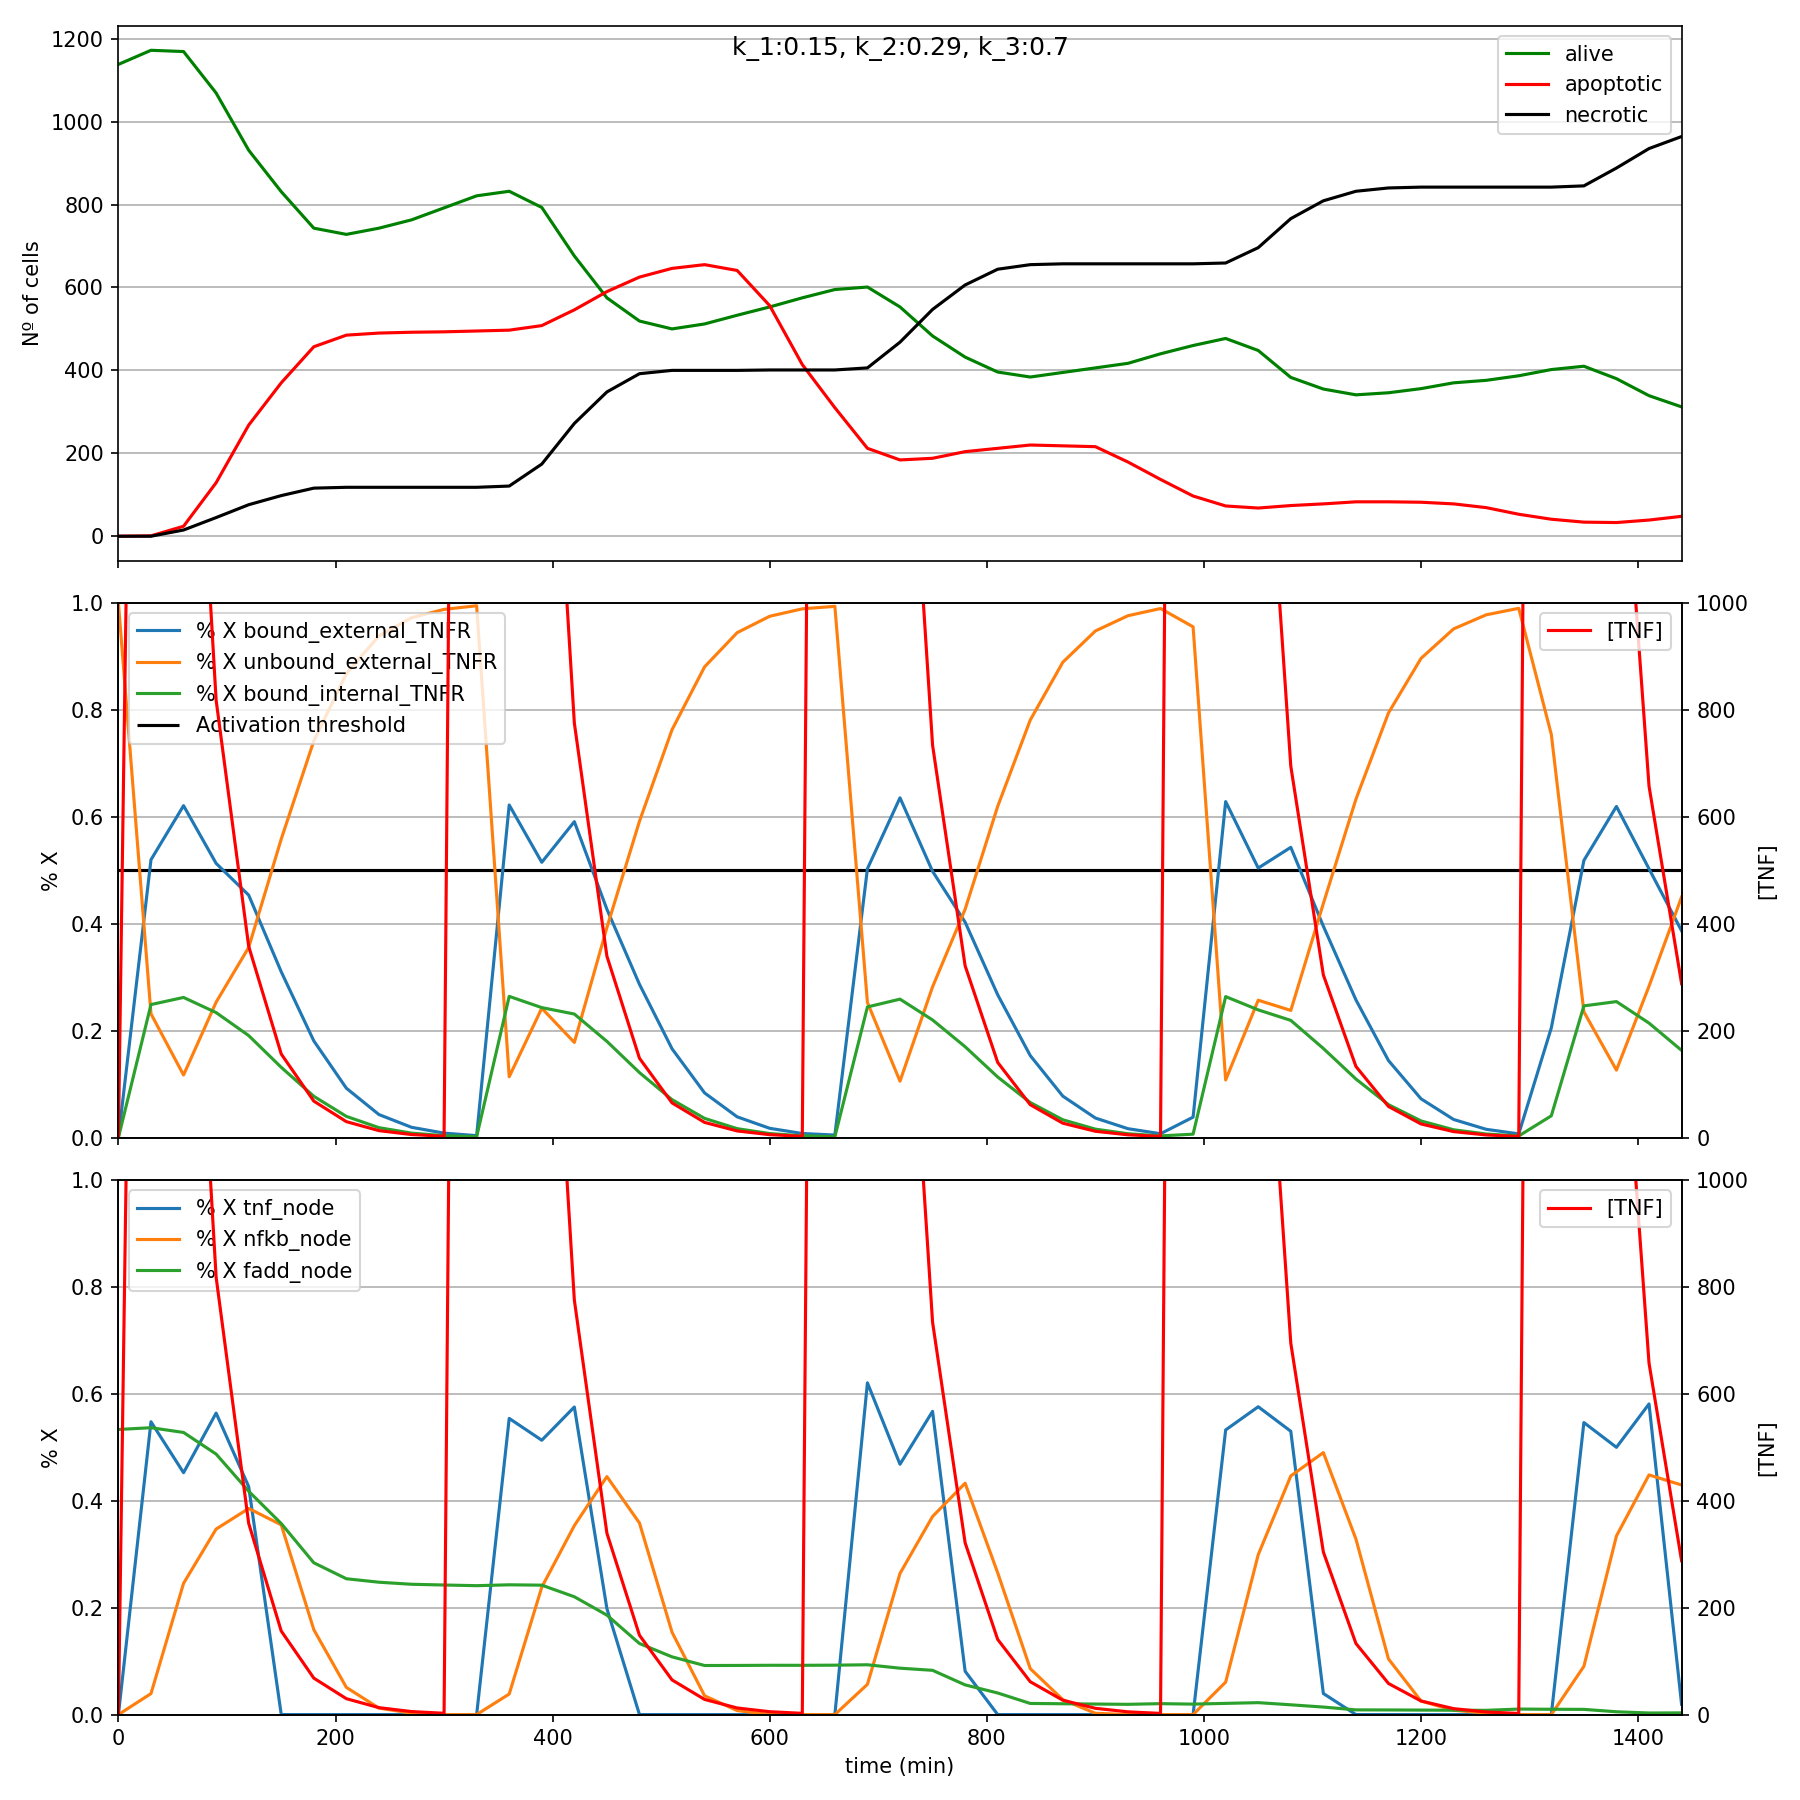 k_1:0.15, k_2:0.29, k_3:0.7
alive
apoptotic
necrotic
1200
1000
800
600
400
200
0
Nº of cells
% X bound_external_TNFR
% X unbound_external_TNFR
% X bound_internal_TNFR
Activation threshold
[TNF]
1.0
0.8
0.6
0.4
0.2
0.0
% X
1000
800
600
400
200
0
[TNF]
% X tnf_node
% X nfkb_node
% X fadd_node
[TNF]
1.0
0.8
0.6
0.4
0.2
0.0
% X
1000
800
600
400
200
0
[TNF]
0 200 400 600 800 1000 1200 1400
time (min)